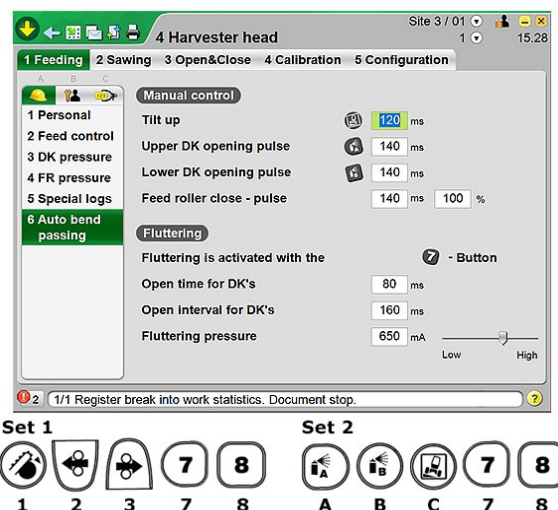 Site 3 / 01
4 Harvester head
1
15.28
1 Feeding 2 Sawing 3 Open&Close 4 Calibration 5 Configuration
A B C
1 Personal
2 Feed control
3 DK pressure
4 FR pressure
5 Special logs
6 Auto bend
passing
Manual control
Tilt up 120 ms
Upper DK opening pulse 140 ms
Lower DK opening pulse 140 ms
Feed roller close - pulse 140 ms 100 %
Fluttering
Fluttering is activated with the 7 - Button
Open time for DK's 80 ms
Open interval for DK's 160 ms
Fluttering pressure 650 mA
Low High
2 1/1 Register break into work statistics. Document stop. ?
Set 1 Set 2
7 8 A B 7 8
1 2 3 7 8 A B C 7 8